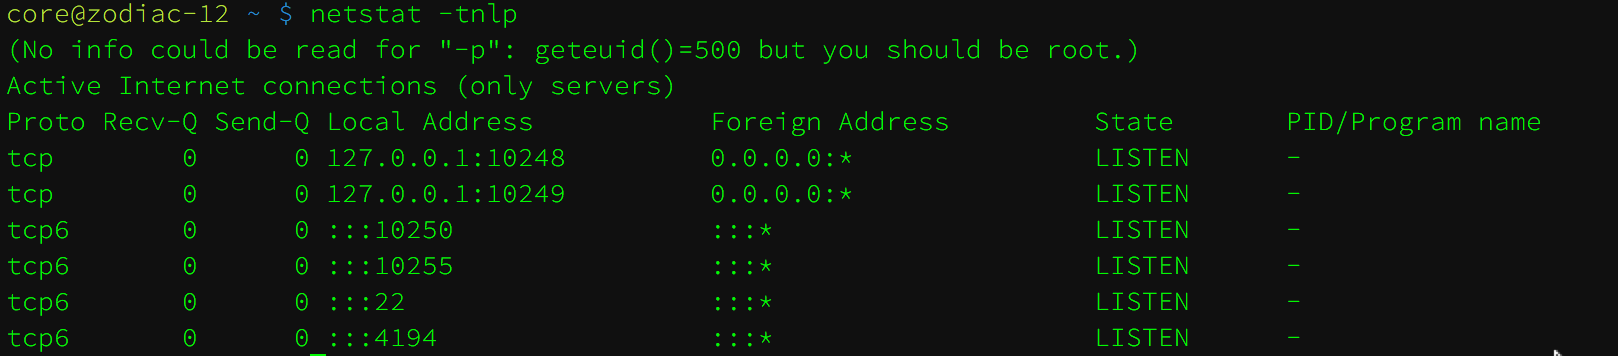 core@zodiac-12 ~ $ netstat -tnlp
(No info could be read for "-p": geteuid()=500 but you should be root.)
Active Internet connections (only servers)
Proto Recv-Q Send-Q Local Address           Foreign Address         State       PID/Program name
tcp        0      0 127.0.0.1:10248         0.0.0.0:*               LISTEN      -
tcp        0      0 127.0.0.1:10249         0.0.0.0:*               LISTEN      -
tcp6       0      0 :::10250                :::*                    LISTEN      -
tcp6       0      0 :::10255                :::*                    LISTEN      -
tcp6       0      0 :::22                   :::*                    LISTEN      -
tcp6       0      0 :::4194                 :::*                    LISTEN      -